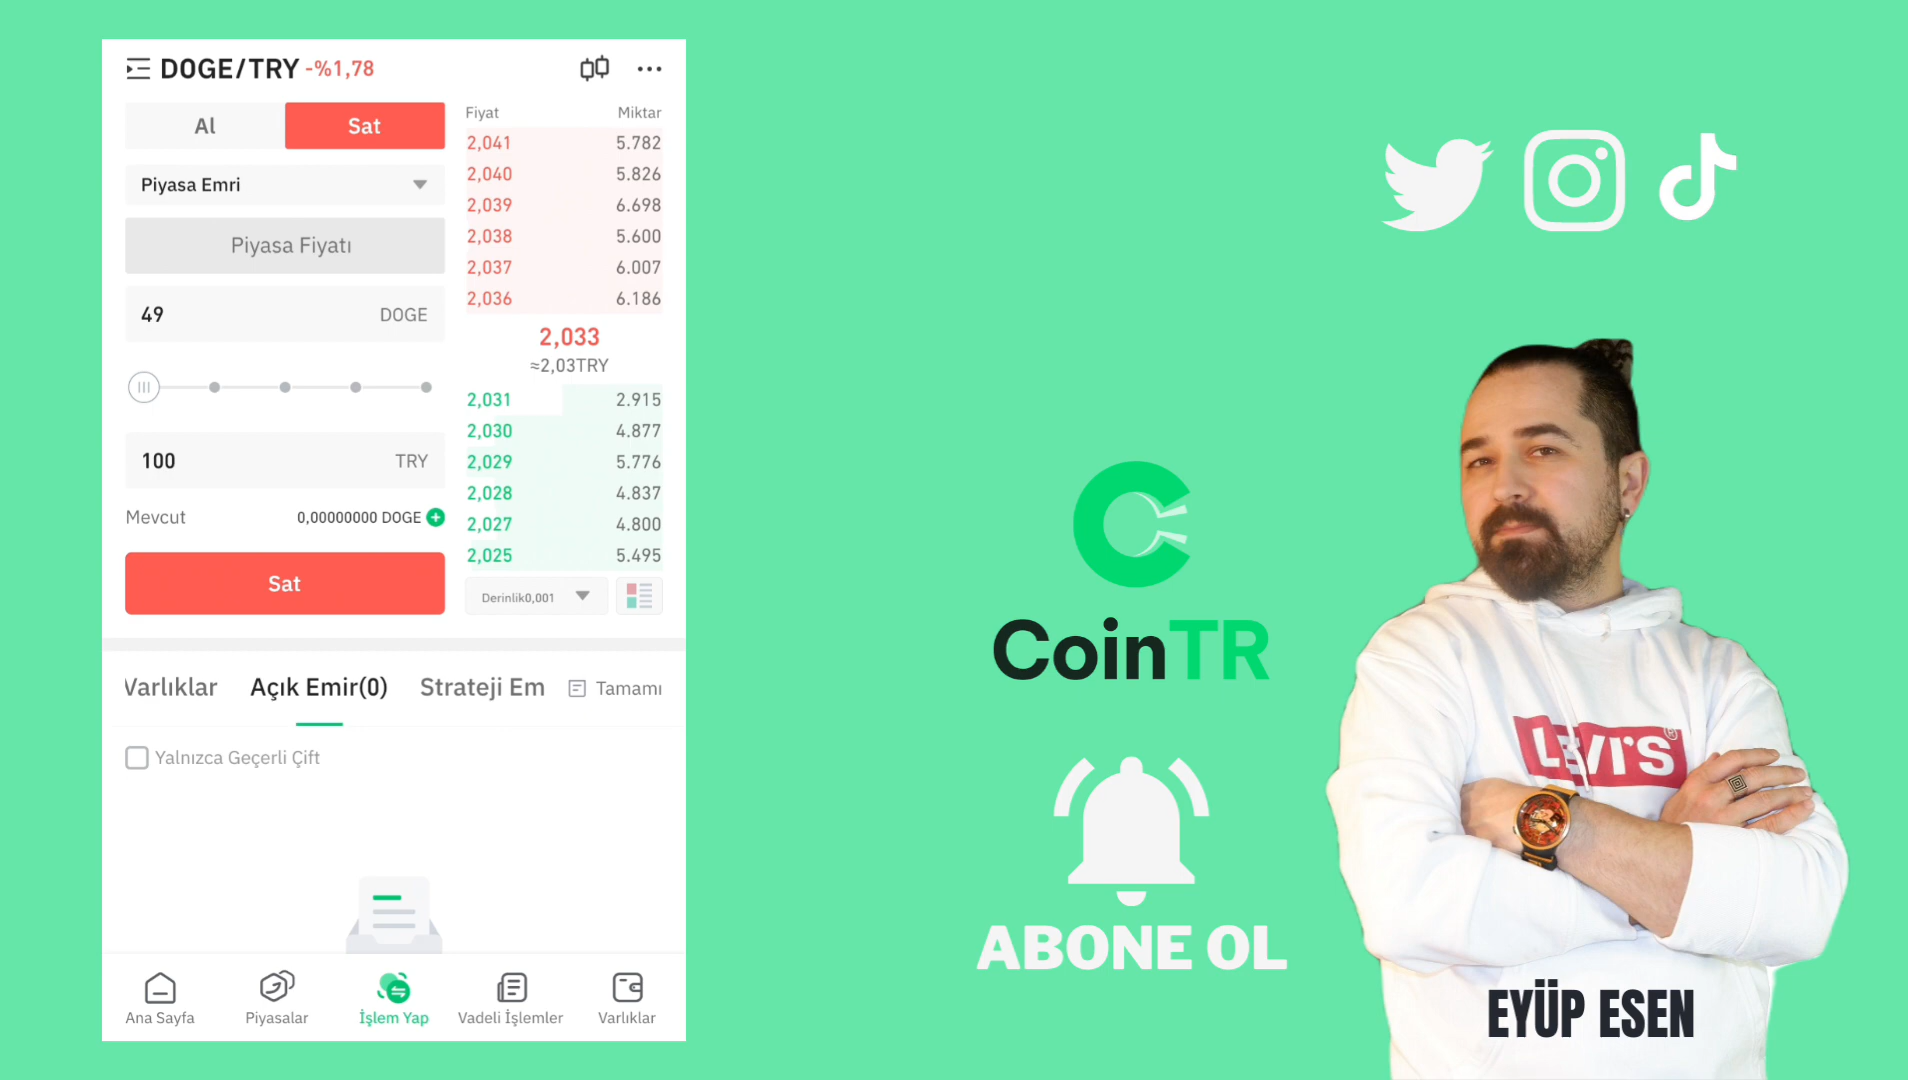 DOGE/TRY -%1,78
Al Sat
Piyasa Emri
Piyasa Fiyatı
49 DOGE
100 TRY
Mevcut 0,00000000 DOGE
Sat
Fiyat Miktar
2,041 5.782
2,040 5.826
2,039 6.698
2,038 5.600
2,037 6.007
2,036 6.186
2,033
≈2,03TRY
2,031 2.915
2,030 4.877
2,029 5.776
2,028 4.837
2,027 4.800
2,025 5.495
Derinlik0,001
Varlıklar Açık Emir(0) Strateji Em Tamamı
Yalnızca Geçerli Çift
Ana Sayfa Piyasalar İşlem Yap Vadeli İşlemler Varlıklar
CoinTR
ABONE OL
LEVI'S®
EYÜP ESEN